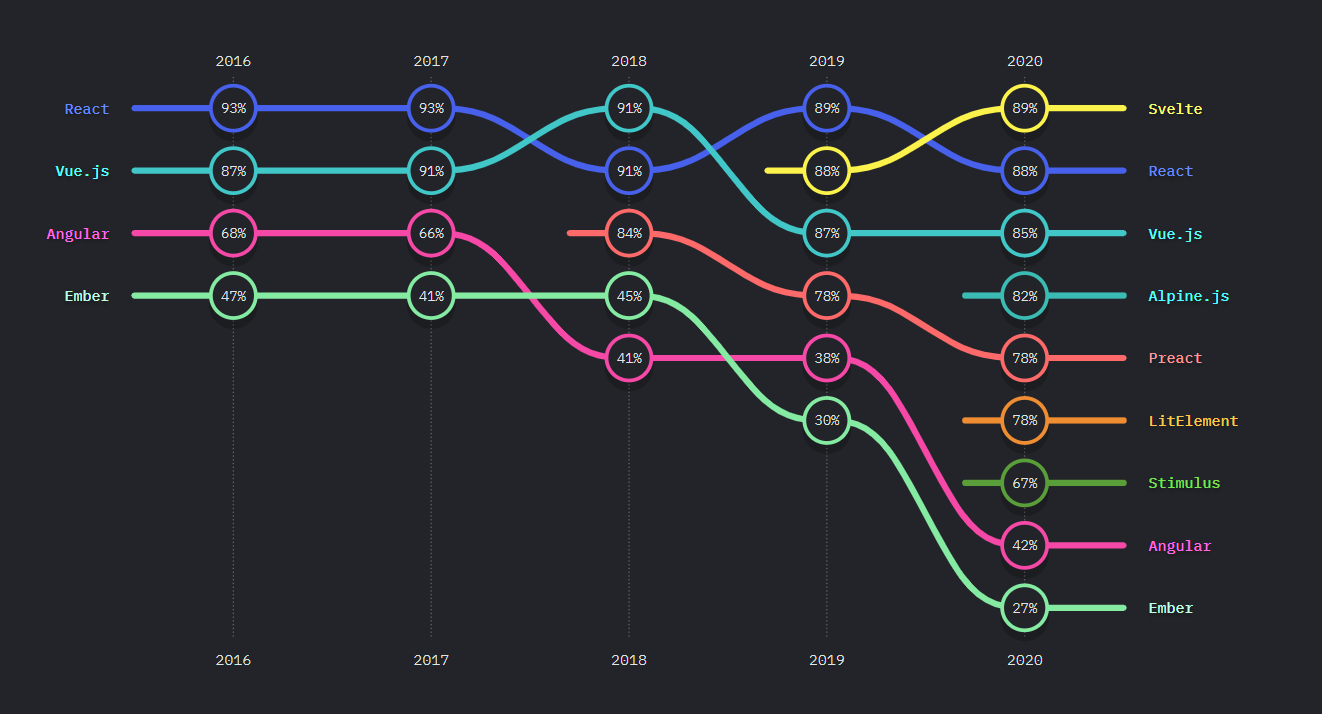 2016 2017 2018 2019 2020
React 93% 93% 91% 89% 89% Svelte
Vue.js 87% 91% 91% 88% 88% React
Angular 68% 66% 84% 87% 85% Vue.js
Ember 47% 41% 45% 78% 82% Alpine.js
41% 38% 78% Preact
30% 78% LitElement
67% Stimulus
42% Angular
27% Ember
2016 2017 2018 2019 2020